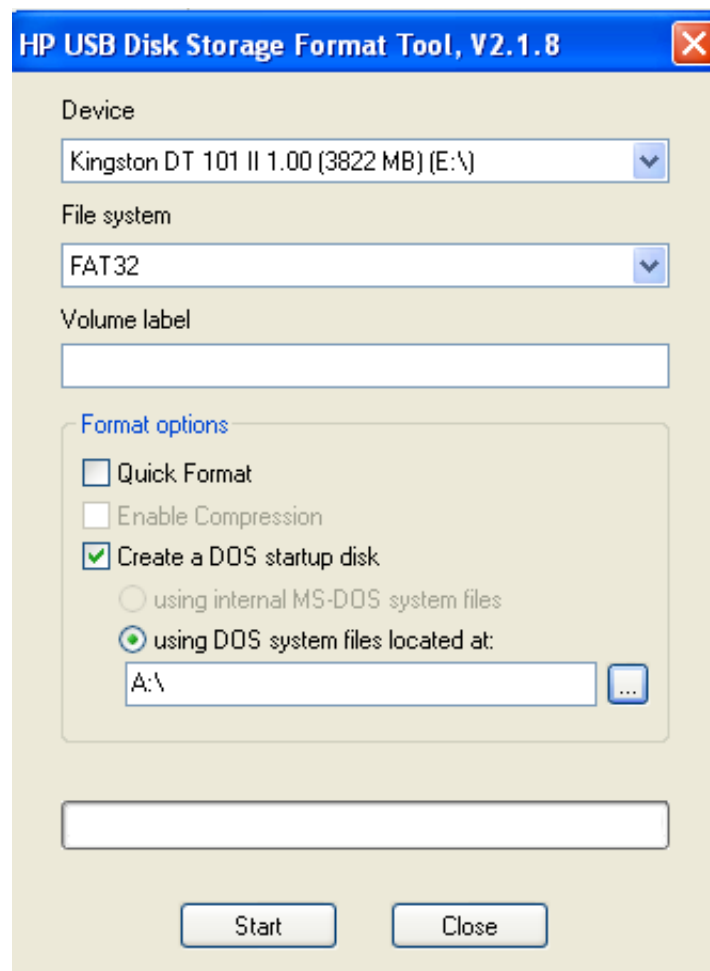 HP USB Disk Storage Format Tool, V2.1.8
Device
Kingston DT 101 II 1.00 (3822 MB) (E:\)
File system
FAT32
Volume label
Format options
Quick Format
Enable Compression
Create a DOS startup disk
using internal MS-DOS system files
using DOS system files located at:
A:\
...
Start
Close